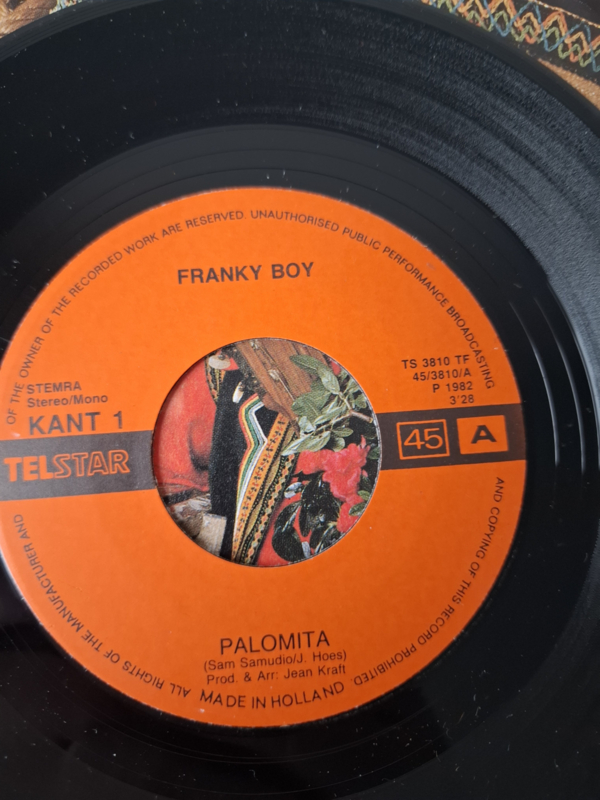 OF THE OWNER OF THE RECORDED WORK ARE RESERVED. UNAUTHORISED PUBLIC PERFORMANCE BROADCASTING
FRANKY BOY
STEMRA
Stereo/Mono
KANT 1
TS 3810 TF
45/3810/A
P 1982
3'28
TELSTAR
45
A
PALOMITA
(Sam Samudio/J. Hoes)
Prod. & Arr: Jean Kraft
MADE IN HOLLAND
AND COPYING OF THIS RECORD PROHIBITED.
ALL RIGHTS OF THE MANUFACTURER AND